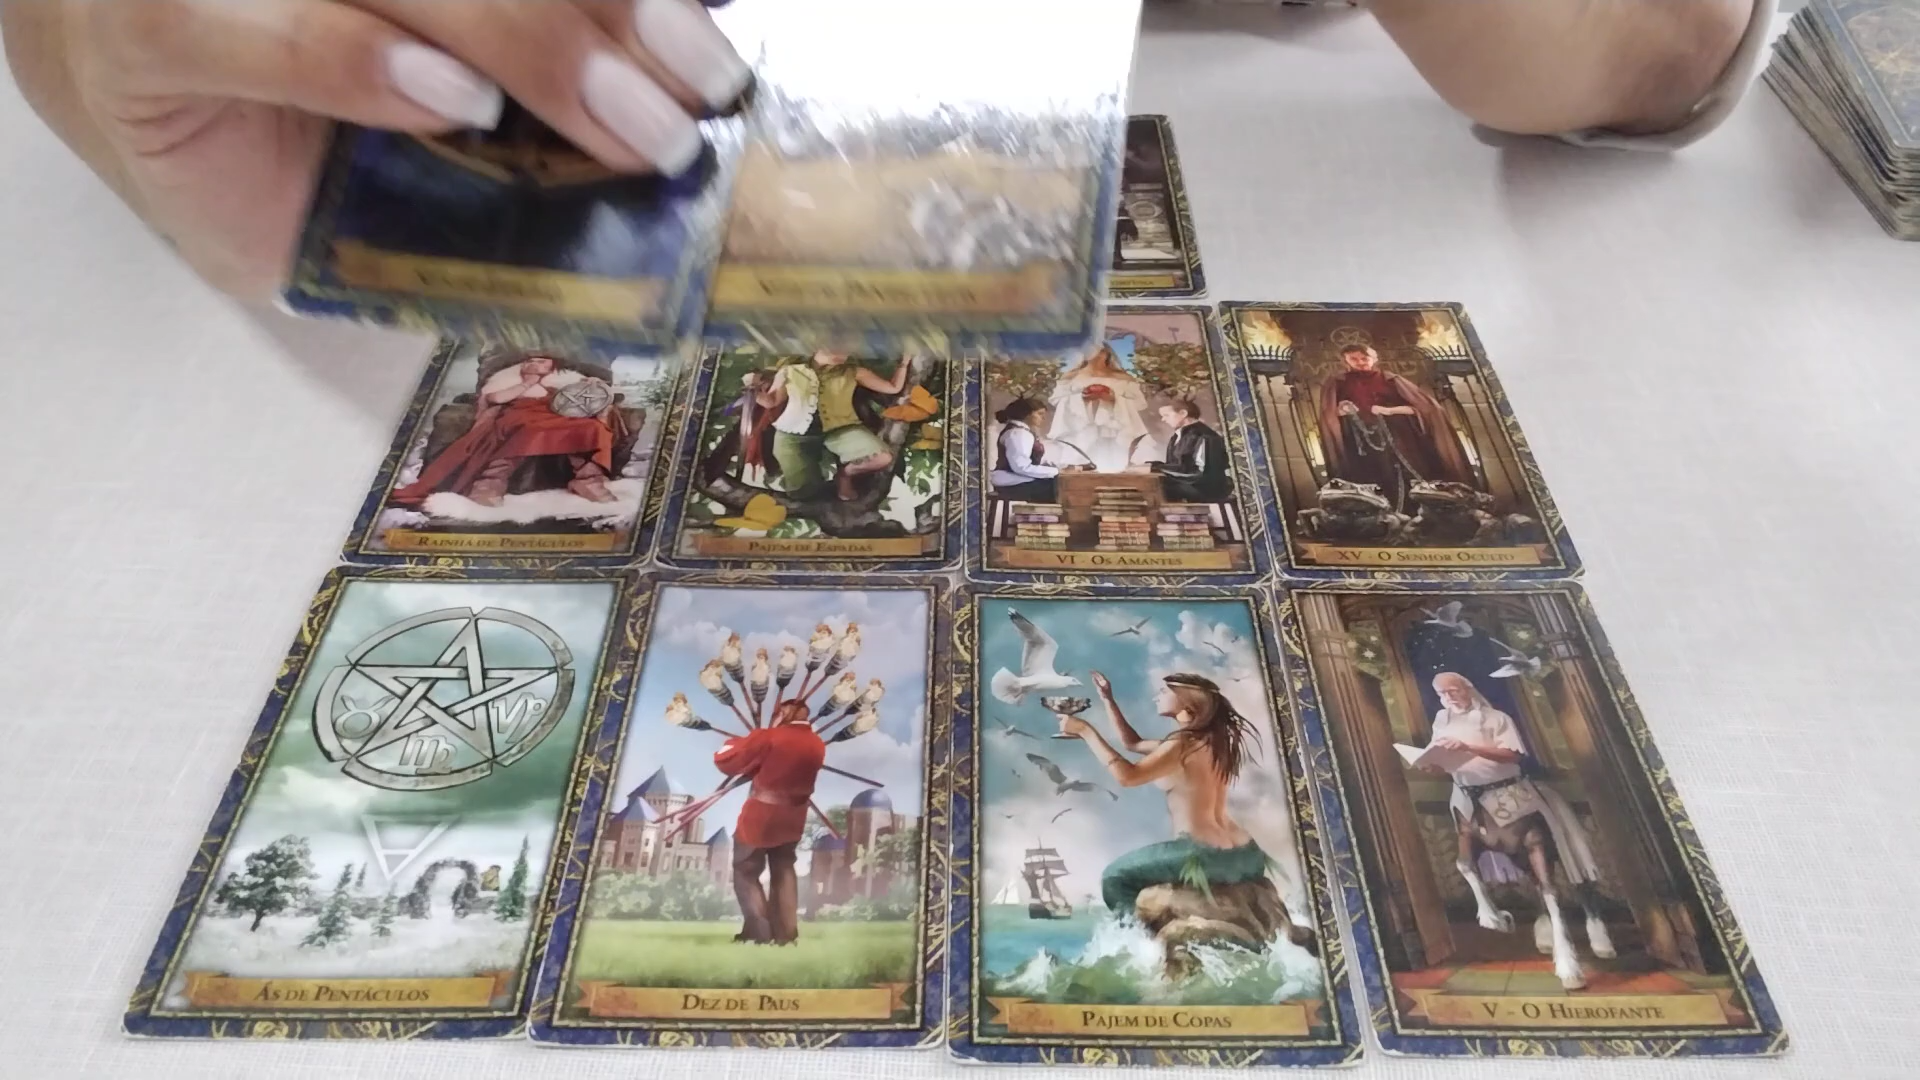 Rainha de Pentáculos
Pajem de Espadas
VI - Os Amantes
XV - O Senhor Oculto
Ás de Pentáculos
Dez de Paus
Pajem de Copas
V - O Hierofante